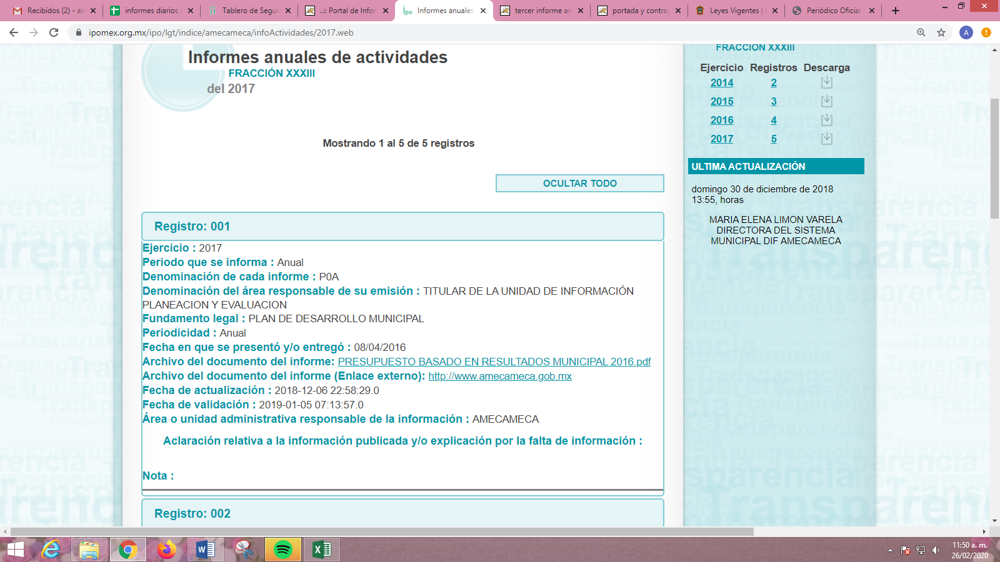 Recibidos (2) - al
informes diarios 2
Tablero de Segui
..:: Portal de Infor
Informes anuales
tercer informe an
portada y contrap
Leyes Vigentes |
Periódico Oficial
ipomex.org.mx/ipo/lgt/indice/amecameca/infoActividades/2017.web
A
Informes anuales de actividades
FRACCIÓN XXXIII
del 2017
Mostrando 1 al 5 de 5 registros
OCULTAR TODO
Registro: 001
Ejercicio : 2017
Periodo que se informa : Anual
Denominación de cada informe : P0A
Denominación del área responsable de su emisión : TITULAR DE LA UNIDAD DE INFORMACIÓN
PLANEACION Y EVALUACION
Fundamento legal : PLAN DE DESARROLLO MUNICIPAL
Periodicidad : Anual
Fecha en que se presentó y/o entregó : 08/04/2016
Archivo del documento del informe: PRESUPUESTO BASADO EN RESULTADOS MUNICIPAL 2016.pdf
Archivo del documento del informe (Enlace externo): http://www.amecameca.gob.mx
Fecha de actualización : 2018-12-06 22:58:29.0
Fecha de validación : 2019-01-05 07:13:57.0
Área o unidad administrativa responsable de la información : AMECAMECA
Aclaración relativa a la información publicada y/o explicación por la falta de información :
Nota :
Registro: 002
FRACCIÓN XXXIII
Ejercicio Registros Descarga
2014 2
2015 3
2016 4
2017 5
ULTIMA ACTUALIZACIÓN
domingo 30 de diciembre de 2018
13:55, horas
MARIA ELENA LIMON VARELA
DIRECTORA DEL SISTEMA
MUNICIPAL DIF AMECAMECA
11:50 a. m.
26/02/2020